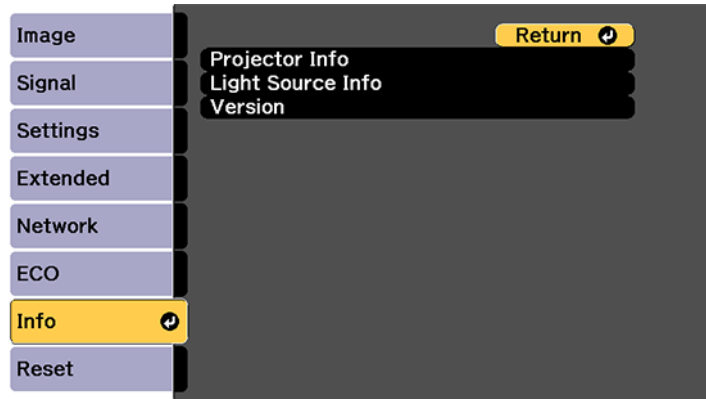 Image
Signal
Settings
Extended
Network
ECO
Info
Reset
Return
Projector Info
Light Source Info
Version